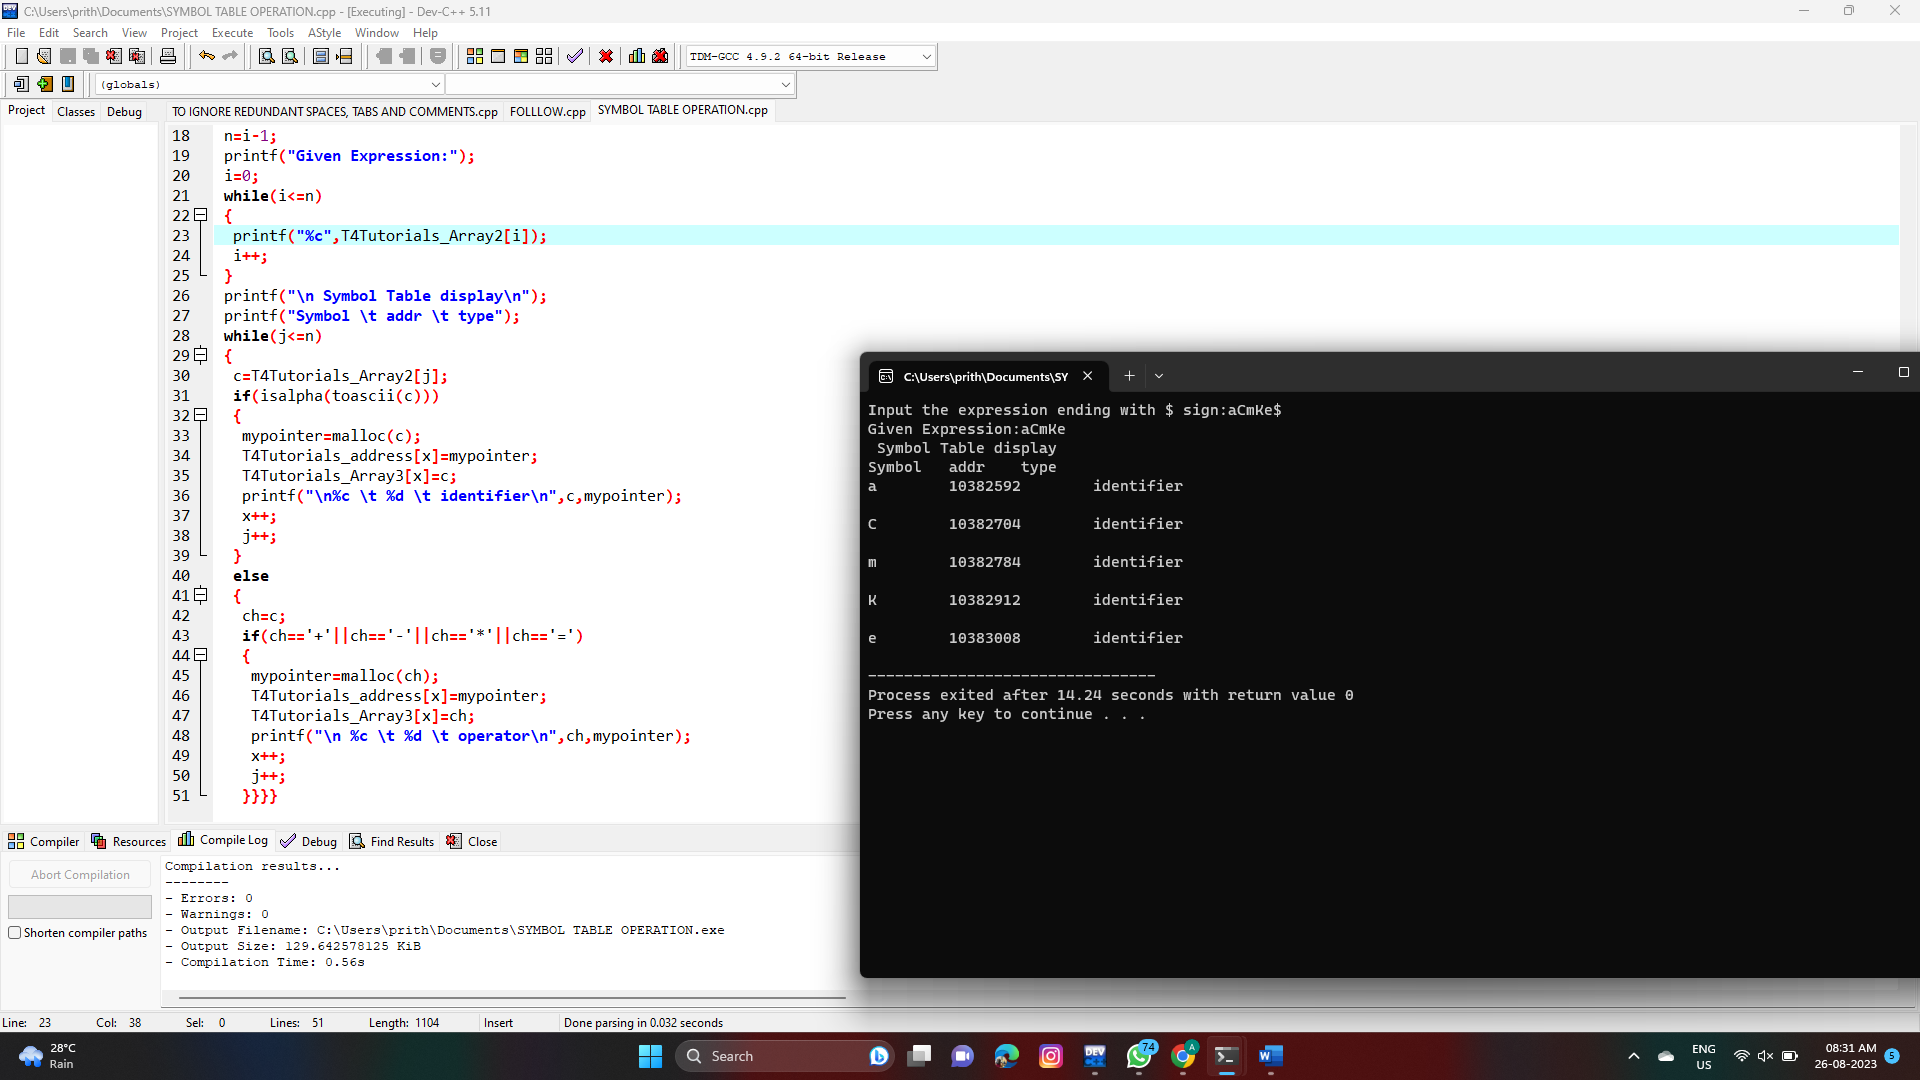 C:\Users\prith\Documents\SYMBOL TABLE OPERATION.cpp - [Executing] - Dev-C++ 5.11
File Edit Search View Project Execute Tools AStyle Window Help
TDM-GCC 4.9.2 64-bit Release
(globals)
Project Classes Debug
TO IGNORE REDUNDANT SPACES, TABS AND COMMENTS.cpp FOLLLOW.cpp SYMBOL TABLE OPERATION.cpp
18 n=i-1;
19 printf("Given Expression:");
20 i=0;
21 while(i<=n)
22 {
23 printf("%c",T4Tutorials_Array2[i]);
24 i++;
25 }
26 printf("\n Symbol Table display\n");
27 printf("Symbol \t addr \t type");
28 while(j<=n)
29 {
30 c=T4Tutorials_Array2[j];
31 if(isalpha(toascii(c)))
32 {
33 mypointer=malloc(c);
34 T4Tutorials_address[x]=mypointer;
35 T4Tutorials_Array3[x]=c;
36 printf("\n%c \t %d \t identifier\n",c,mypointer);
37 x++;
38 j++;
39 }
40 else
41 {
42 ch=c;
43 if(ch=='+'||ch=='-'||ch=='*'||ch=='=')
44 {
45 mypointer=malloc(ch);
46 T4Tutorials_address[x]=mypointer;
47 T4Tutorials_Array3[x]=ch;
48 printf("\n %c \t %d \t operator\n",ch,mypointer);
49 x++;
50 j++;
51 }}}}
C:\Users\prith\Documents\SY
Input the expression ending with $ sign:aCmKe$
Given Expression:aCmKe
Symbol Table display
Symbol addr type
a 10382592 identifier
C 10382704 identifier
m 10382784 identifier
K 10382912 identifier
e 10383008 identifier
--------------------------------
Process exited after 14.24 seconds with return value 0
Press any key to continue . . .
Compiler Resources Compile Log Debug Find Results Close
Abort Compilation
Shorten compiler paths
Compilation results...
--------
- Errors: 0
- Warnings: 0
- Output Filename: C:\Users\prith\Documents\SYMBOL TABLE OPERATION.exe
- Output Size: 129.642578125 KiB
- Compilation Time: 0.56s
Line: 23 Col: 38 Sel: 0 Lines: 51 Length: 1104 Insert Done parsing in 0.032 seconds
28°C
Rain
Search
DEV
74
A
ENG
US
08:31 AM
26-08-2023
5